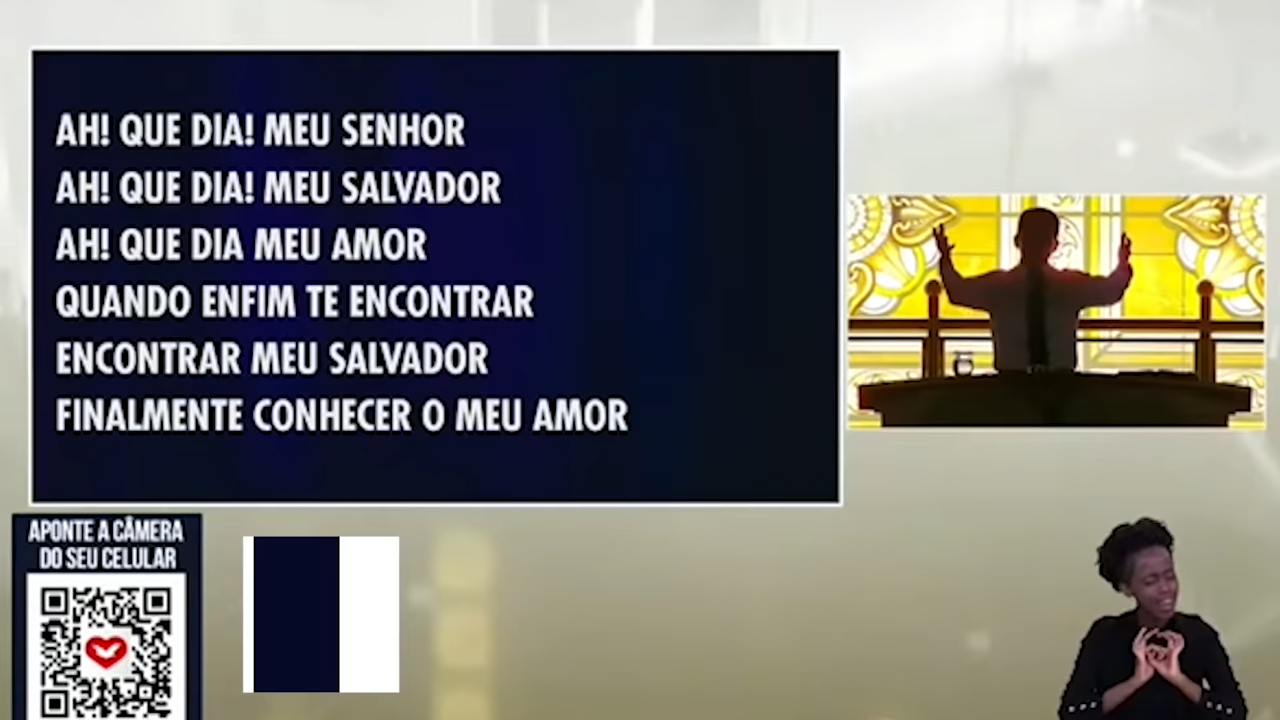 AH! QUE DIA! MEU SENHOR
AH! QUE DIA! MEU SALVADOR
AH! QUE DIA MEU AMOR
QUANDO ENFIM TE ENCONTRAR
ENCONTRAR MEU SALVADOR
FINALMENTE CONHECER O MEU AMOR
APONTE A CÂMERA
DO SEU CELULAR